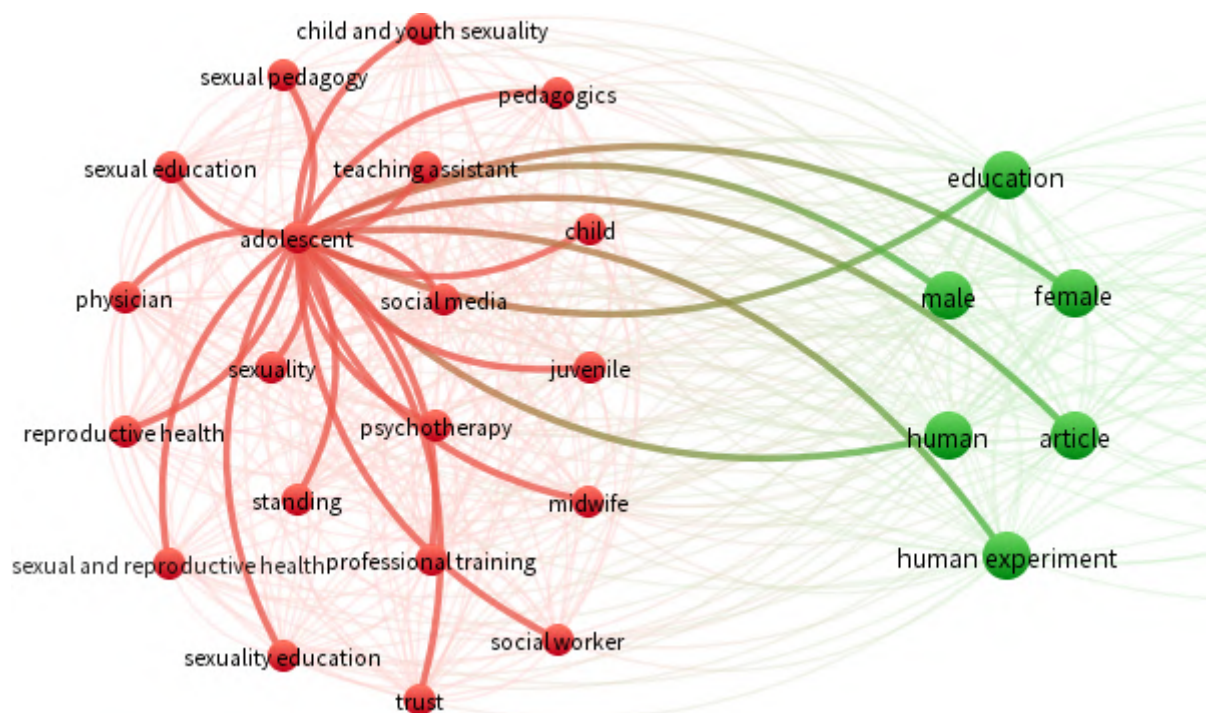 child and youth sexuality
sexual pedagogy
pedagogics
sexual education
teaching assistant
education
adolescent
child
physician
social media
male
female
sexuality
juvenile
reproductive health
psychotherapy
human
article
standing
midwife
sexual and reproductive health
professional training
human experiment
social worker
sexuality education
trust